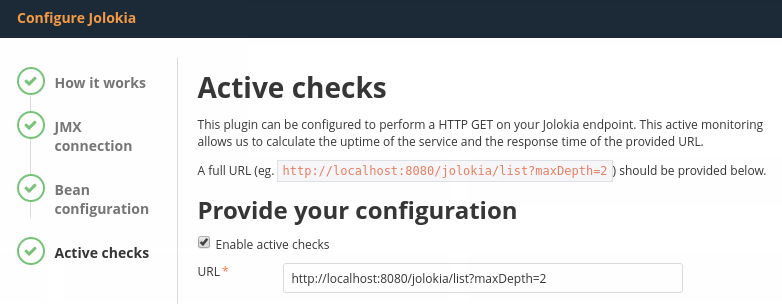 Configure Jolokia
How it works
JMX
connection
Bean
configuration
Active checks
Active checks
This plugin can be configured to perform a HTTP GET on your Jolokia endpoint. This active monitoring
allows us to calculate the uptime of the service and the response time of the provided URL.
A full URL (eg. http://localhost:8080/jolokia/list?maxDepth=2 ) should be provided below.
Provide your configuration
Enable active checks
URL *
http://localhost:8080/jolokia/list?maxDepth=2